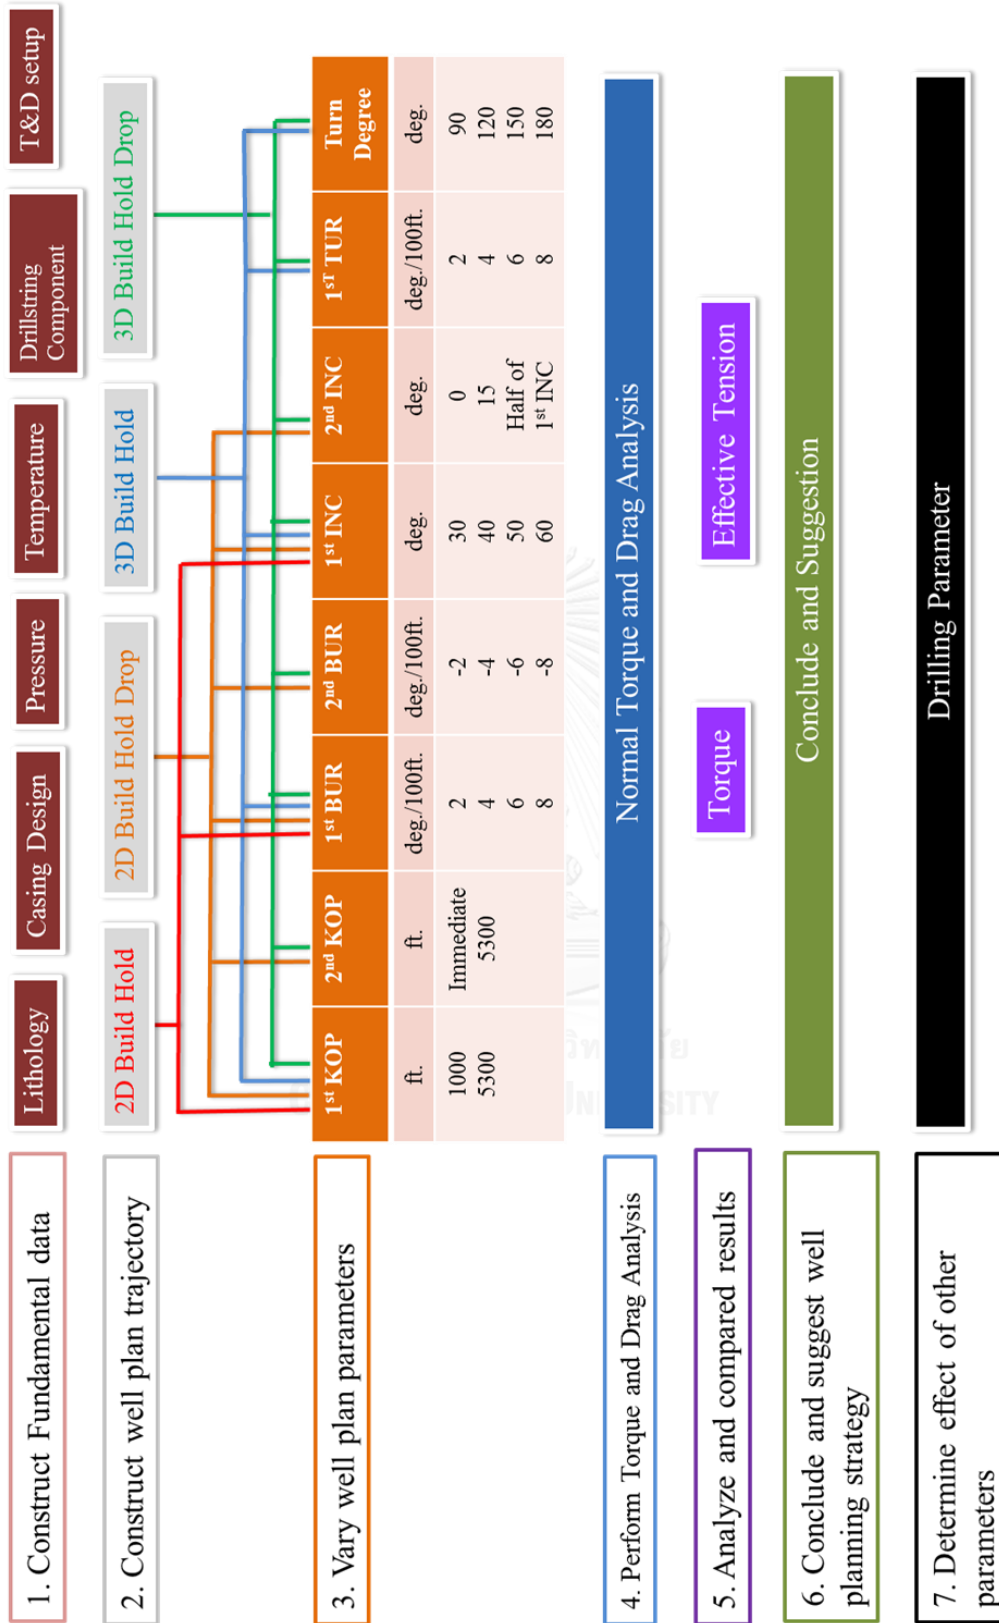 1. Construct Fundamental data
Lithology
Casing Design
Pressure
Temperature
Drillstring
Component
T&D setup
2. Construct well plan trajectory
2D Build Hold
2D Build Hold Drop
3D Build Hold
3D Build Hold Drop
3. Vary well plan parameters
1st KOP
2nd KOP
1st BUR
2nd BUR
1st INC
2nd INC
1sT TUR
Turn
Degree
ft.
ft.
deg./100ft.
deg./100ft.
deg.
deg.
deg./100ft.
deg.
1000
5300
Immediate
5300
2
4
6
8
-2
-4
-6
-8
30
40
50
60
0
15
Half of
1st INC
2
4
6
8
90
120
150
180
4. Perform Torque and Drag Analysis
Normal Torque and Drag Analysis
5. Analyze and compared results
Torque
Effective Tension
6. Conclude and suggest well
planning strategy
Conclude and Suggestion
7. Determine effect of other
parameters
Drilling Parameter